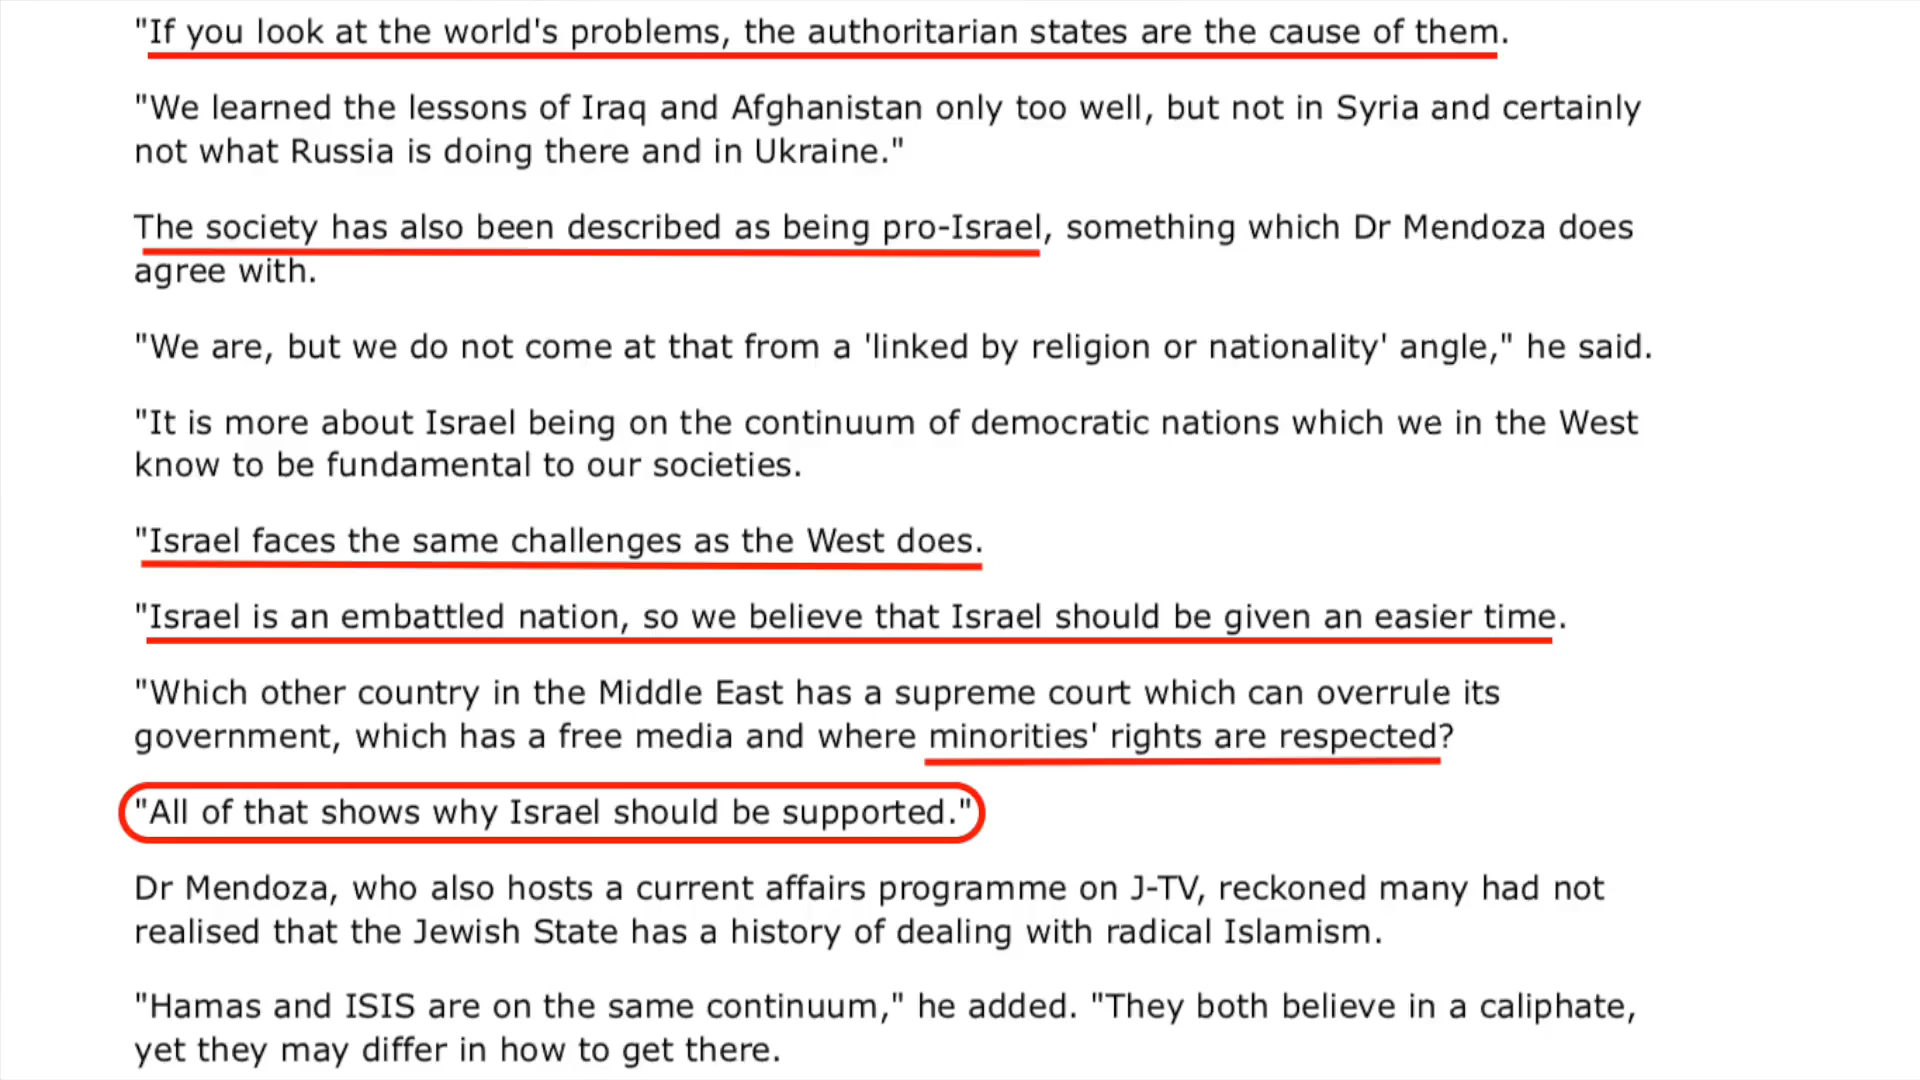 "If you look at the world's problems, the authoritarian states are the cause of them.
"We learned the lessons of Iraq and Afghanistan only too well, but not in Syria and certainly
not what Russia is doing there and in Ukraine."
The society has also been described as being pro-Israel, something which Dr Mendoza does
agree with.
"We are, but we do not come at that from a 'linked by religion or nationality' angle," he said.
"It is more about Israel being on the continuum of democratic nations which we in the West
know to be fundamental to our societies.
"Israel faces the same challenges as the West does.
"Israel is an embattled nation, so we believe that Israel should be given an easier time.
"Which other country in the Middle East has a supreme court which can overrule its
government, which has a free media and where minorities' rights are respected?
"All of that shows why Israel should be supported."
Dr Mendoza, who also hosts a current affairs programme on J-TV, reckoned many had not
realised that the Jewish State has a history of dealing with radical Islamism.
"Hamas and ISIS are on the same continuum," he added. "They both believe in a caliphate,
yet they may differ in how to get there.